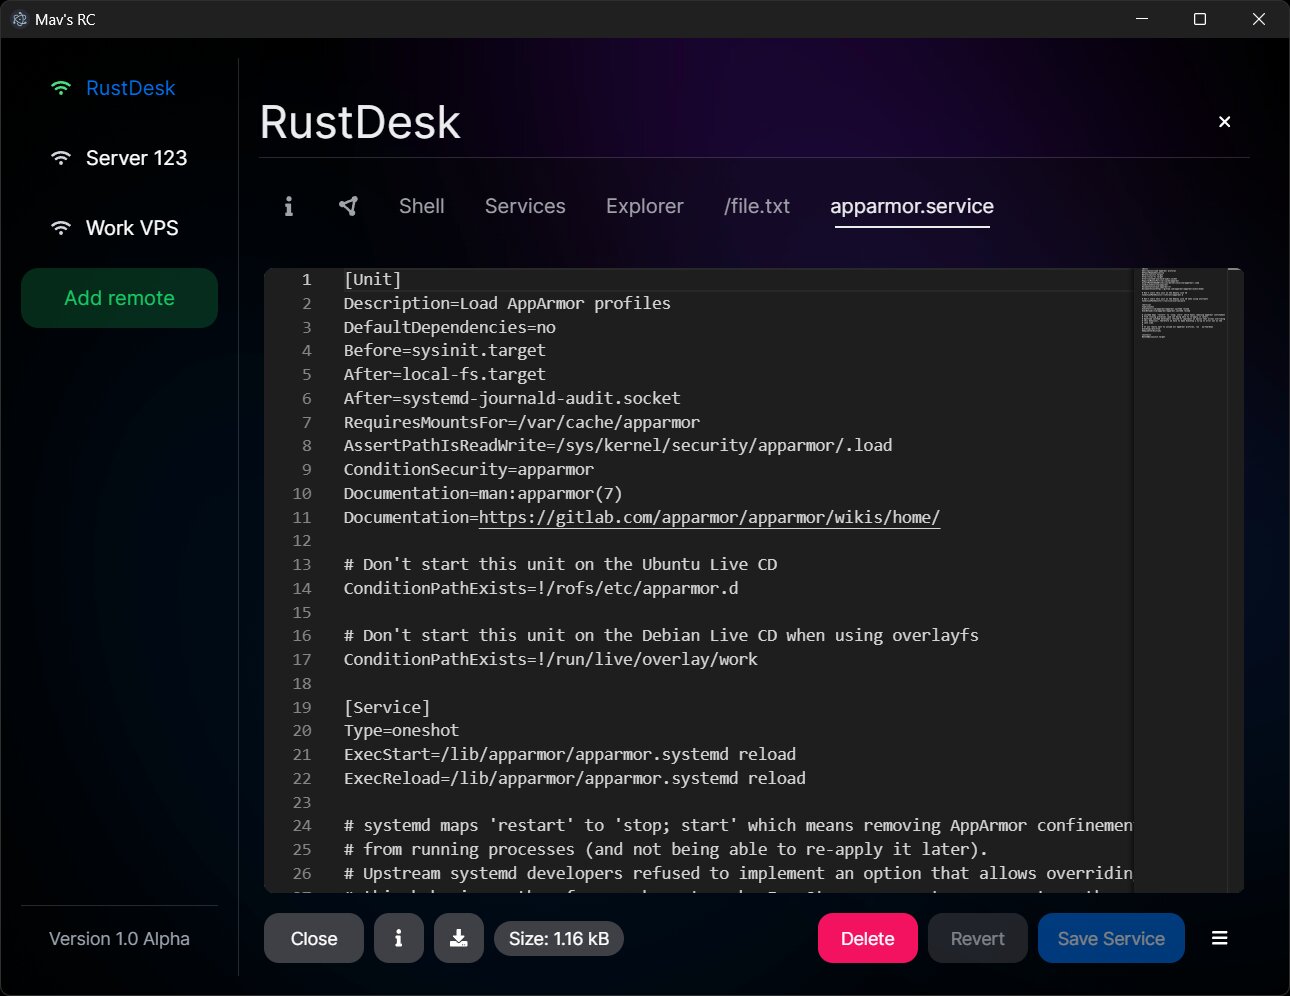 Mav's RC
RustDesk
Server 123
Work VPS
Add remote
Version 1.0 Alpha
RustDesk
Shell Services Explorer /file.txt apparmor.service
1 [Unit]
2 Description=Load AppArmor profiles
3 DefaultDependencies=no
4 Before=sysinit.target
5 After=local-fs.target
6 After=systemd-journald-audit.socket
7 RequiresMountsFor=/var/cache/apparmor
8 AssertPathIsReadWrite=/sys/kernel/security/apparmor/.load
9 ConditionSecurity=apparmor
10 Documentation=man:apparmor(7)
11 Documentation=https://gitlab.com/apparmor/apparmor/wikis/home/
12
13 # Don't start this unit on the Ubuntu Live CD
14 ConditionPathExists=!/rofs/etc/apparmor.d
15
16 # Don't start this unit on the Debian Live CD when using overlayfs
17 ConditionPathExists=!/run/live/overlay/work
18
19 [Service]
20 Type=oneshot
21 ExecStart=/lib/apparmor/apparmor.systemd reload
22 ExecReload=/lib/apparmor/apparmor.systemd reload
23
24 # systemd maps 'restart' to 'stop; start' which means removing AppArmor confinemen
25 # from running processes (and not being able to re-apply it later).
26 # Upstream systemd developers refused to implement an option that allows overridin
Close Size: 1.16 kB Delete Revert Save Service